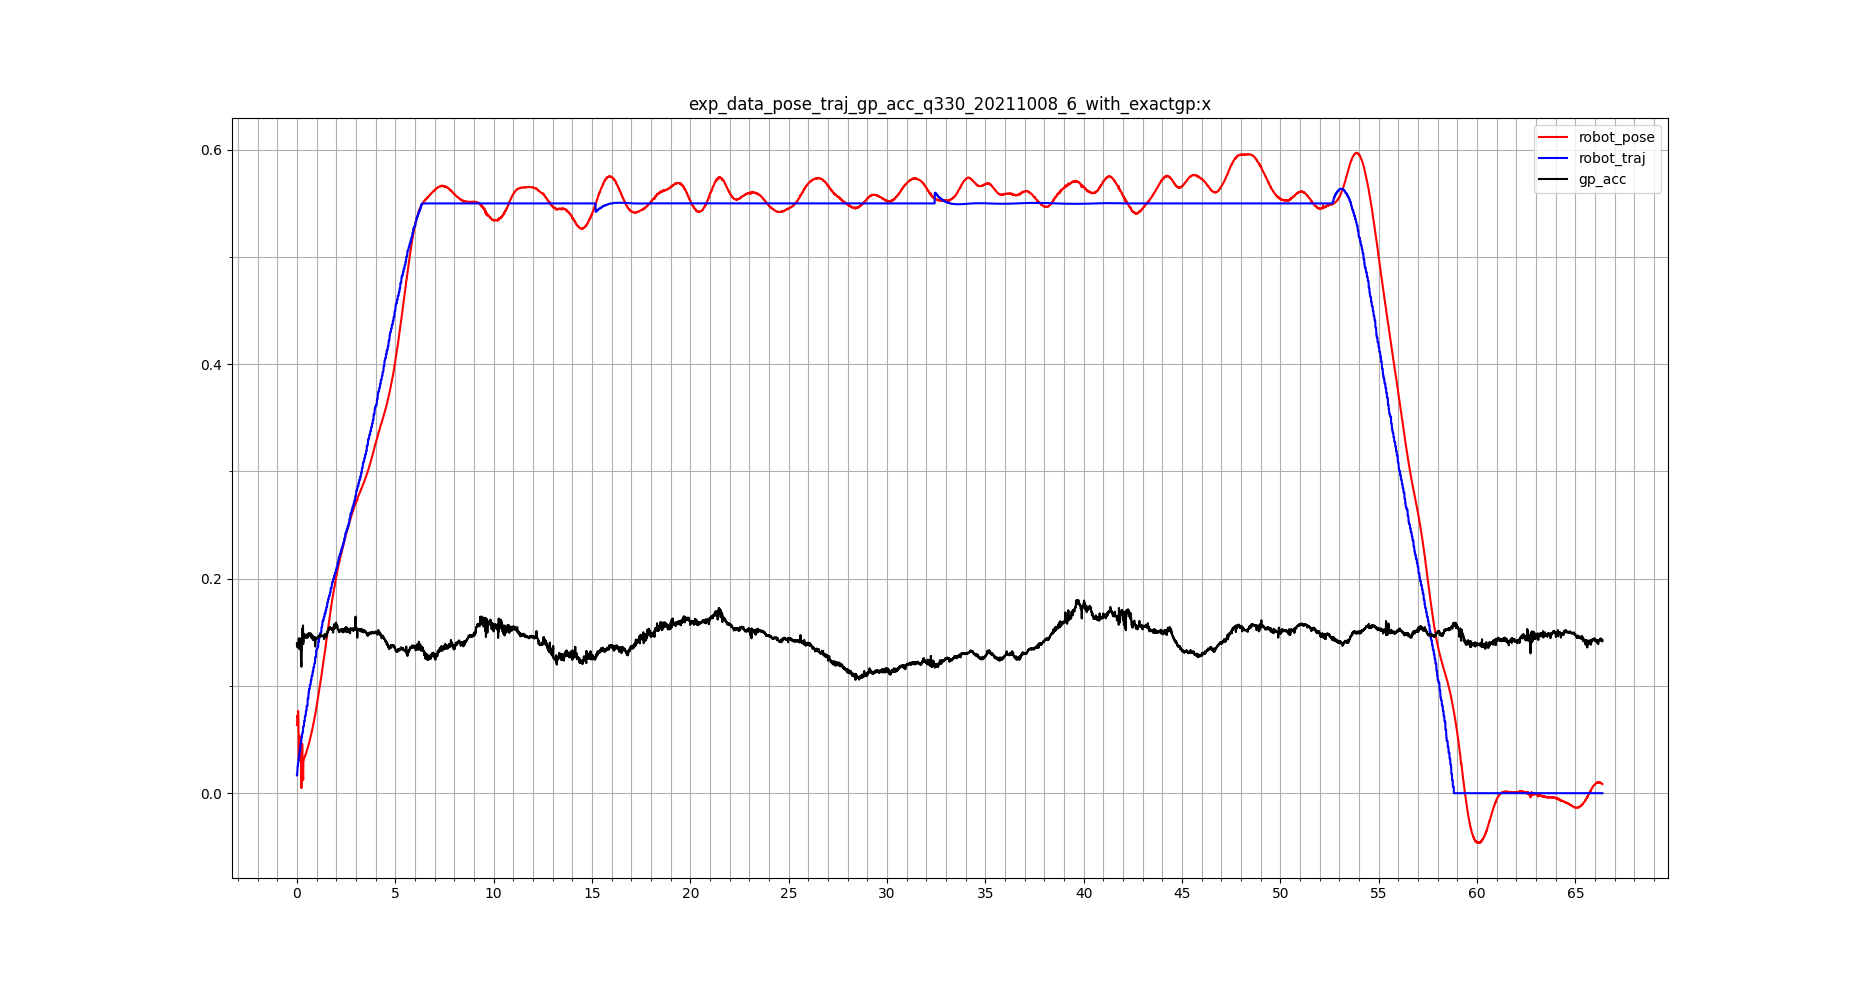 exp_data_pose_traj_gp_acc_q330_20211008_6_with_exactgp:x
robot_pose
robot_traj
gp_acc
0.6
0.4
0.2
0.0
0 5 10 15 20 25 30 35 40 45 50 55 60 65